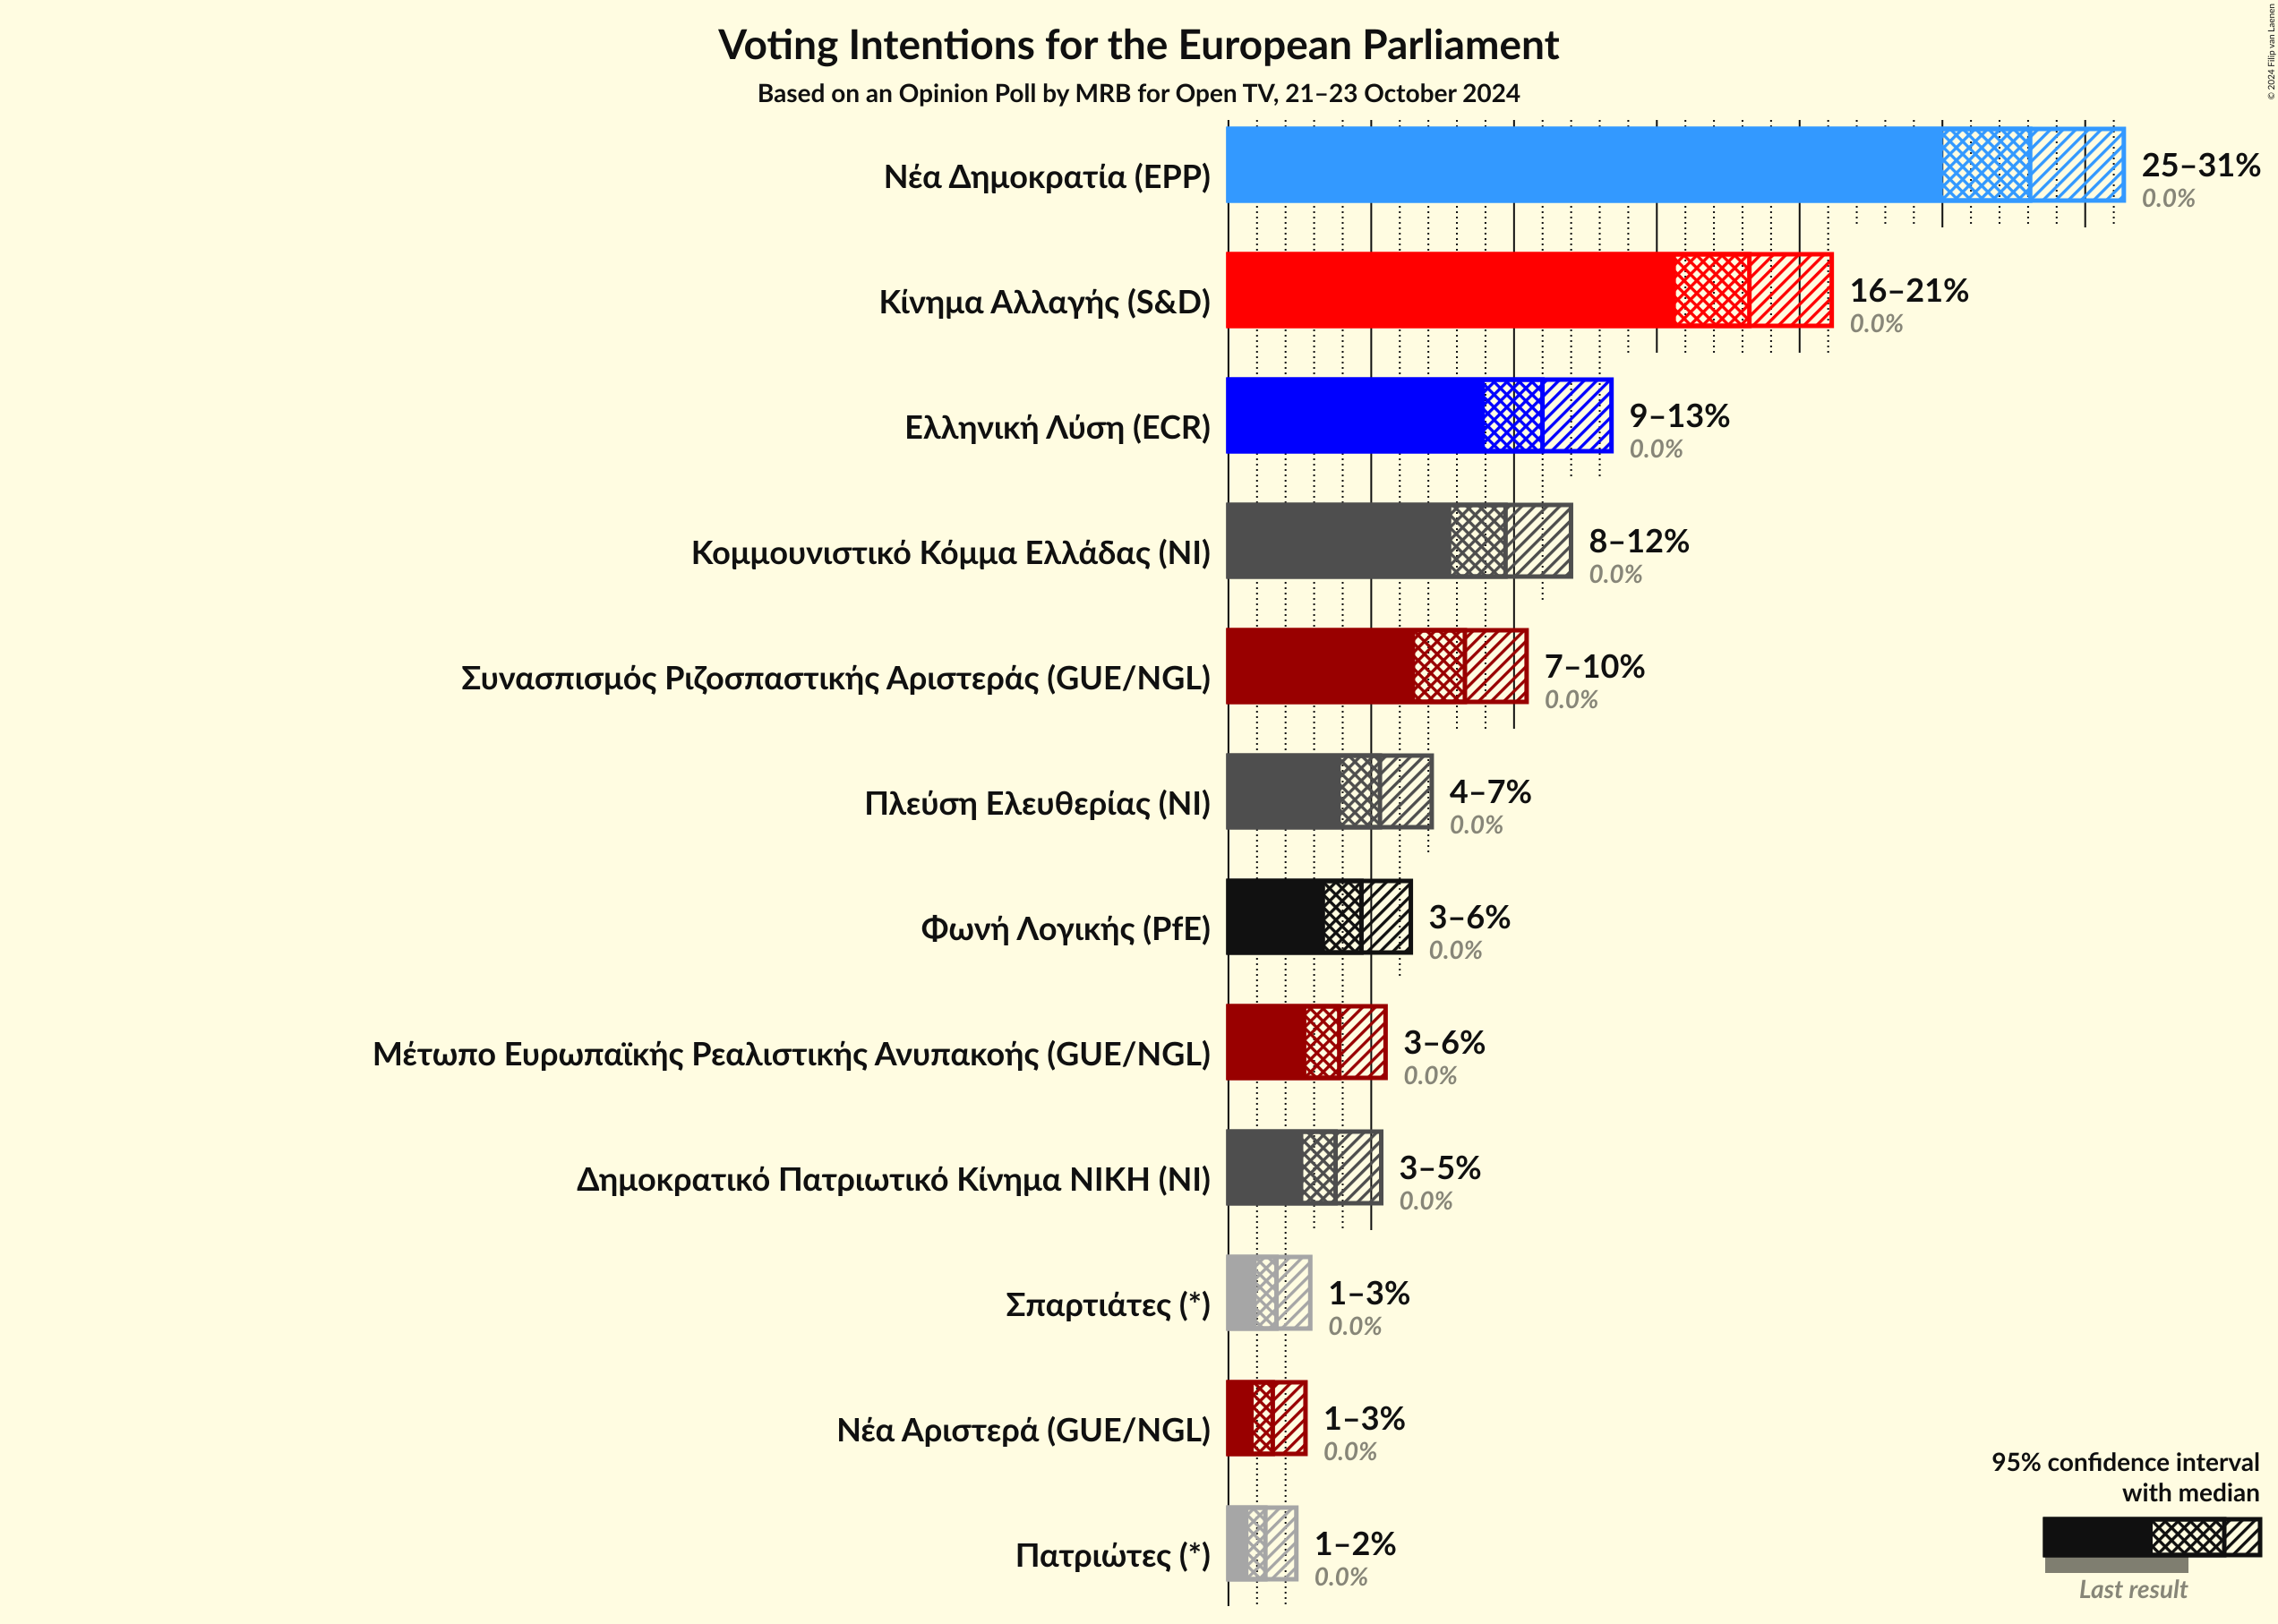 Voting Intentions for the European Parliament
Based on an Opinion Poll by MRB for Open TV, 21–23 October 2024
© 2024 Filip van Laenen
Νέα Δημοκρατία (EPP)
25–31%
0.0%
Κίνημα Αλλαγής (S&D)
16–21%
0.0%
Ελληνική Λύση (ECR)
9–13%
0.0%
Κομμουνιστικό Κόμμα Ελλάδας (NI)
8–12%
0.0%
Συνασπισμός Ριζοσπαστικής Αριστεράς (GUE/NGL)
7–10%
0.0%
Πλεύση Ελευθερίας (NI)
4–7%
0.0%
Φωνή Λογικής (PfE)
3–6%
0.0%
Μέτωπο Ευρωπαϊκής Ρεαλιστικής Ανυπακοής (GUE/NGL)
3–6%
0.0%
Δημοκρατικό Πατριωτικό Κίνημα ΝΙΚΗ (NI)
3–5%
0.0%
Σπαρτιάτες (*)
1–3%
0.0%
Νέα Αριστερά (GUE/NGL)
1–3%
0.0%
Πατριώτες (*)
1–2%
0.0%
95% confidence interval
with median
Last result